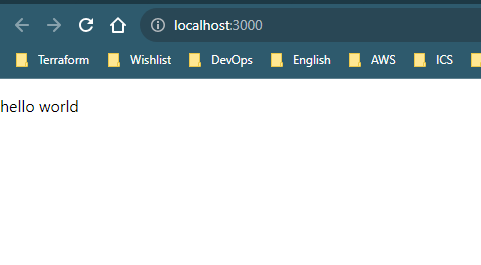 localhost:3000
Terraform Wishlist DevOps English AWS ICS
hello world